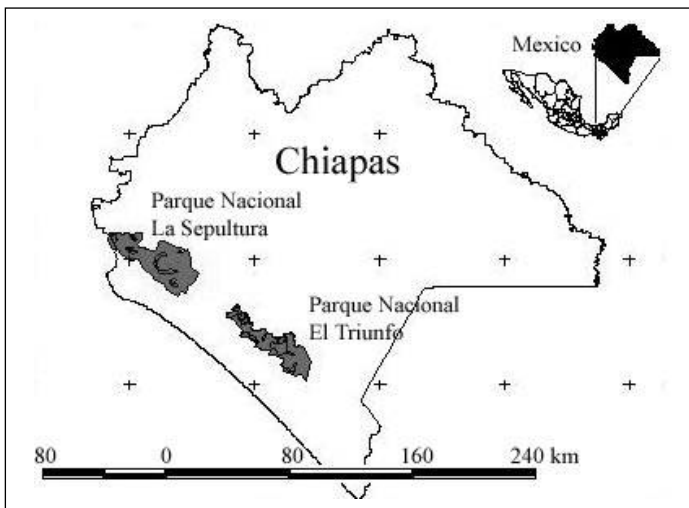 Mexico
Chiapas
Parque Nacional
La Sepultura
Parque Nacional
El Triunfo
80 0 80 160 240 km